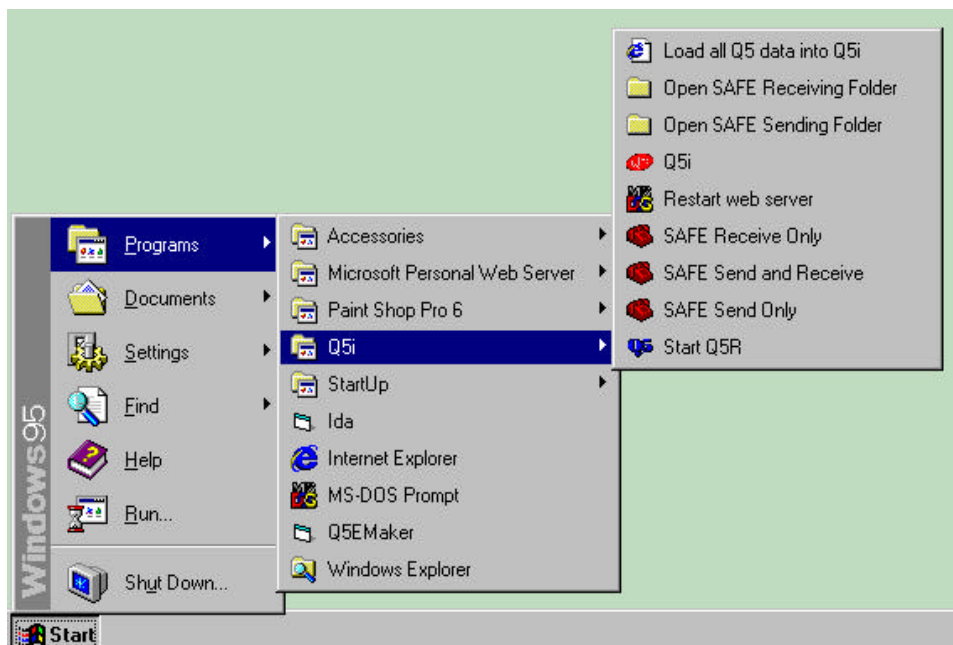 Load all Q5 data into Q5i
Open SAFE Receiving Folder
Open SAFE Sending Folder
Q5i
Restart web server
SAFE Receive Only
SAFE Send and Receive
SAFE Send Only
Start Q5R
Programs
Documents
Settings
Find
Help
Run...
Shut Down...
Windows95
Accessories
Microsoft Personal Web Server
Paint Shop Pro 6
Q5i
StartUp
Ida
Internet Explorer
MS-DOS Prompt
Q5EMaker
Windows Explorer
Start